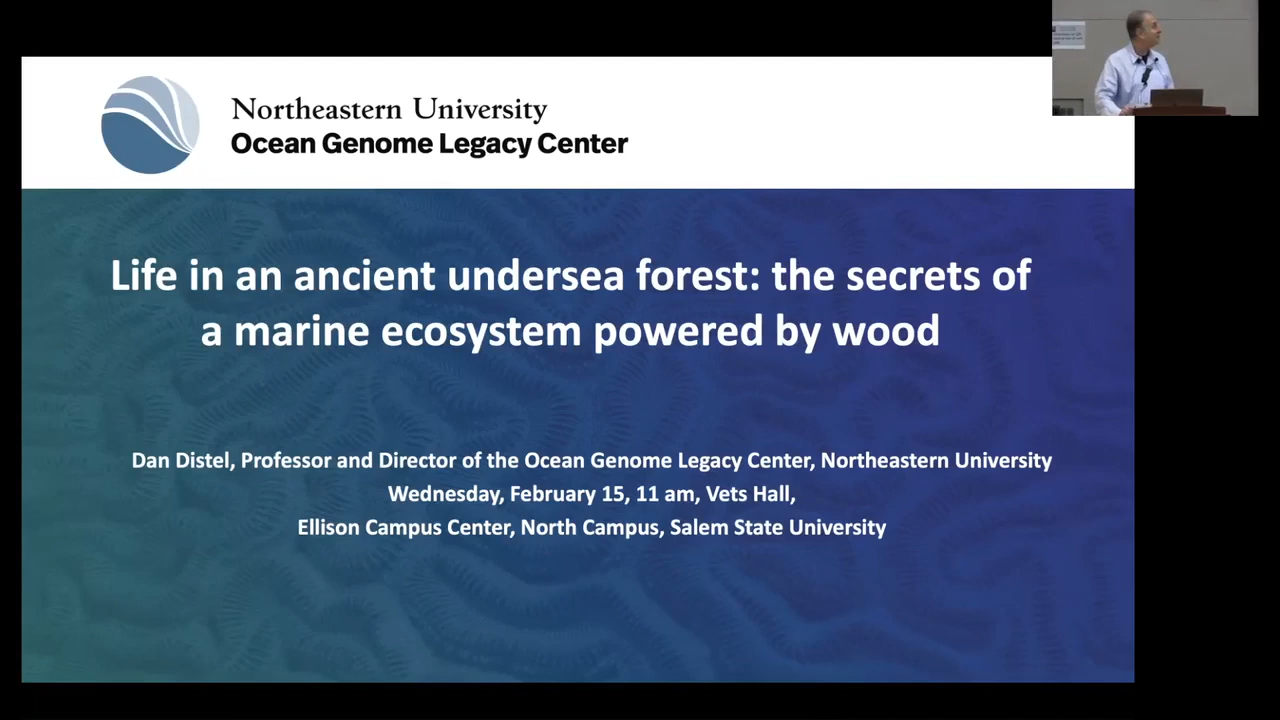 Northeastern University
Ocean Genome Legacy Center
Life in an ancient undersea forest: the secrets of
a marine ecosystem powered by wood
Dan Distel, Professor and Director of the Ocean Genome Legacy Center, Northeastern University
Wednesday, February 15, 11 am, Vets Hall,
Ellison Campus Center, North Campus, Salem State University